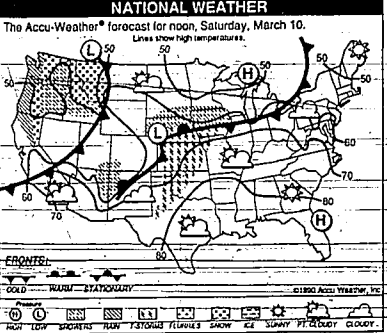 NATIONAL WEATHER
The Accu-Weather® forecast for noon, Saturday, March 10.
Lines show high temperatures.
L 50
50 50
50 H 50
L
60
60 70
70
80
80
H
FRONTS:
COLD WARM STATIONARY
©1990 Accu Weather, Inc
Pressure
H L
HIGH LOW SHOWERS RAIN T-STORMS FLURRIES SNOW ICE SUNNY PT. CLOUDY CLOUDY